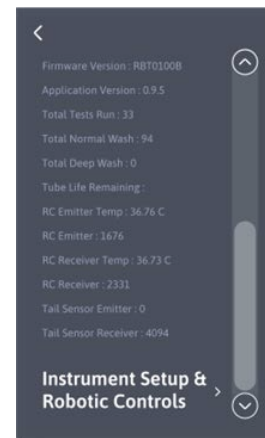 Firmware Version : RBT0100B
Application Version : 0.9.5
Total Tests Run : 33
Total Normal Wash : 94
Total Deep Wash : 0
Tube Life Remaining :
RC Emitter Temp : 36.76 C
RC Emitter : 1676
RC Receiver Temp : 36.73 C
RC Receiver : 2331
Tail Sensor Emitter : 0
Tail Sensor Receiver : 4094
Instrument Setup &
Robotic Controls